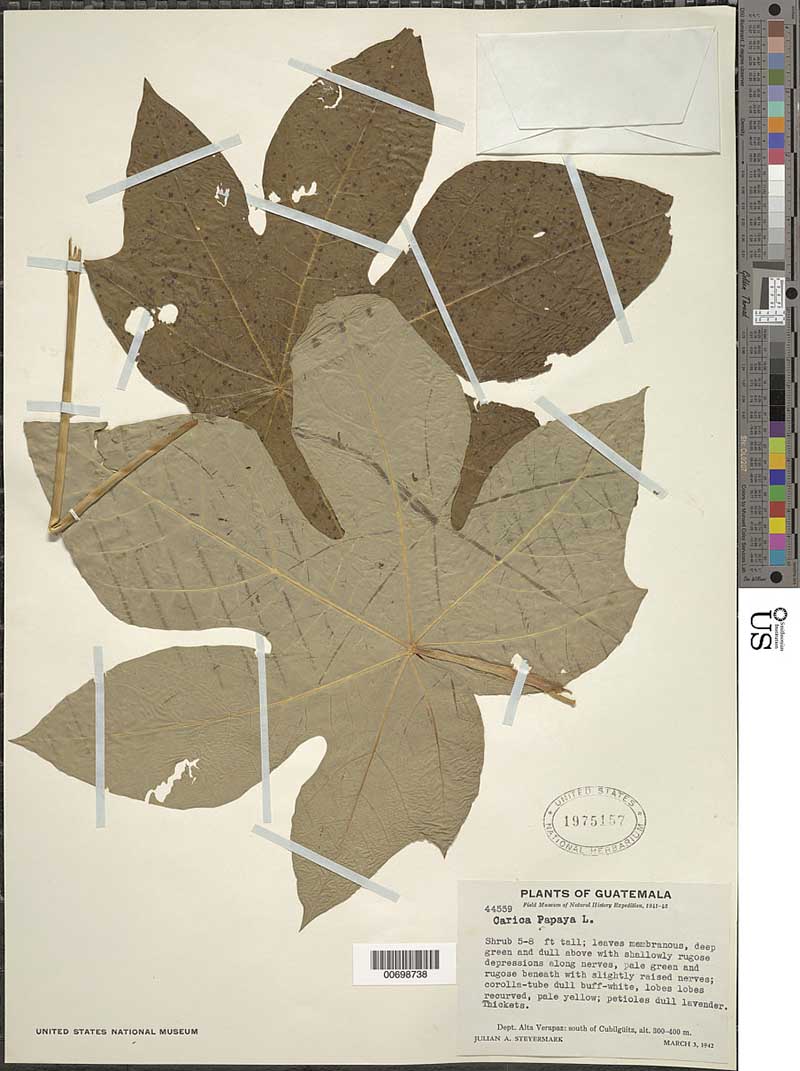 UNITED STATES
1975157
NATIONAL HERBARIUM
PLANTS OF GUATEMALA
Field Museum of Natural History Expedition, 1941-42
44559
Carica Papaya L.
Shrub 5-8 ft tall; leaves membranous, deep
green and dull above with shallowly rugose
depressions along nerves, pale green and
rugose beneath with slightly raised nerves;
corolla-tube dull buff-white, lobes lobes
recurved, pale yellow; petioles dull lavender.
Thickets.
Dept. Alta Verapaz: south of Cubilgüitz, alt. 300-400 m.
JULIAN A. STEYERMARK MARCH 3, 1942
00698738
UNITED STATES NATIONAL MUSEUM
Golden Thread
Smithsonian
Institution
US